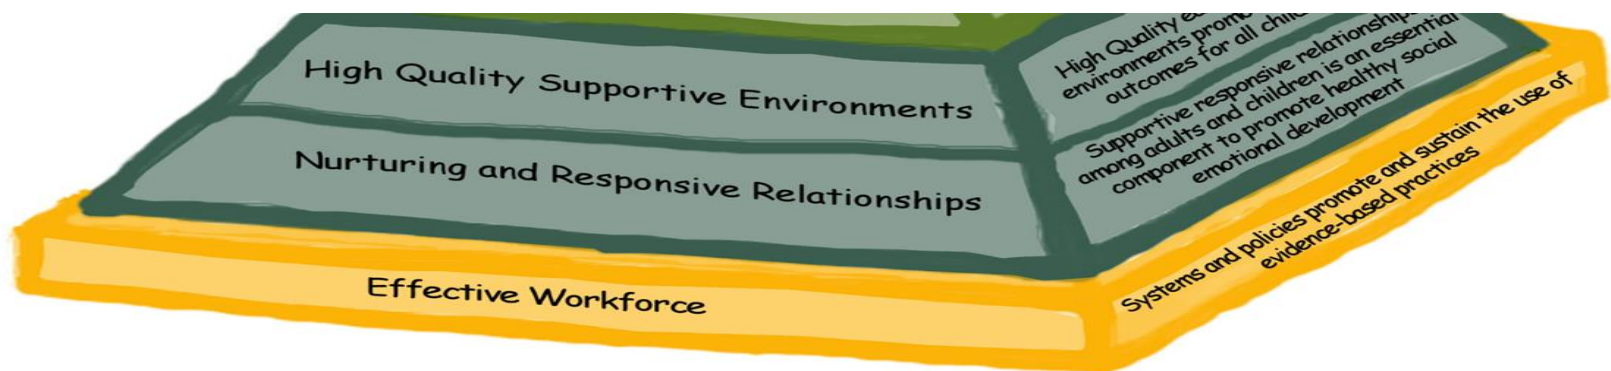 High Quality Supportive Environments
Nurturing and Responsive Relationships
Effective Workforce
High Quality
environments
outcomes for all
Supportive responsive relationships
among adults and children is an essential
component to promote healthy social
emotional development
Systems and policies promote and sustain the use of
evidence-based practices